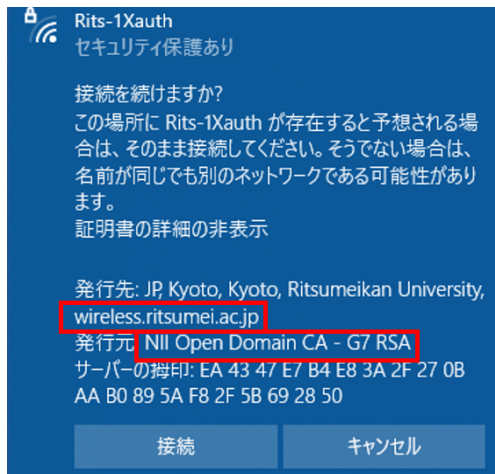 Rits-1Xauth
セキュリティ保護あり
接続を続けますか?
この場所に Rits-1Xauth が存在すると予想される場
合は、そのまま接続してください。そうでない場合は、
名前が同じでも別のネットワークである可能性があり
ます。
証明書の詳細の非表示
発行先: JP, Kyoto, Kyoto, Ritsumeikan University,
wireless.ritsumei.ac.jp
発行元: NII Open Domain CA - G7 RSA
サーバーの拇印: EA 43 47 E7 B4 E8 3A 2F 27 0B
AA B0 89 5A F8 2F 5B 69 28 50
接続
キャンセル